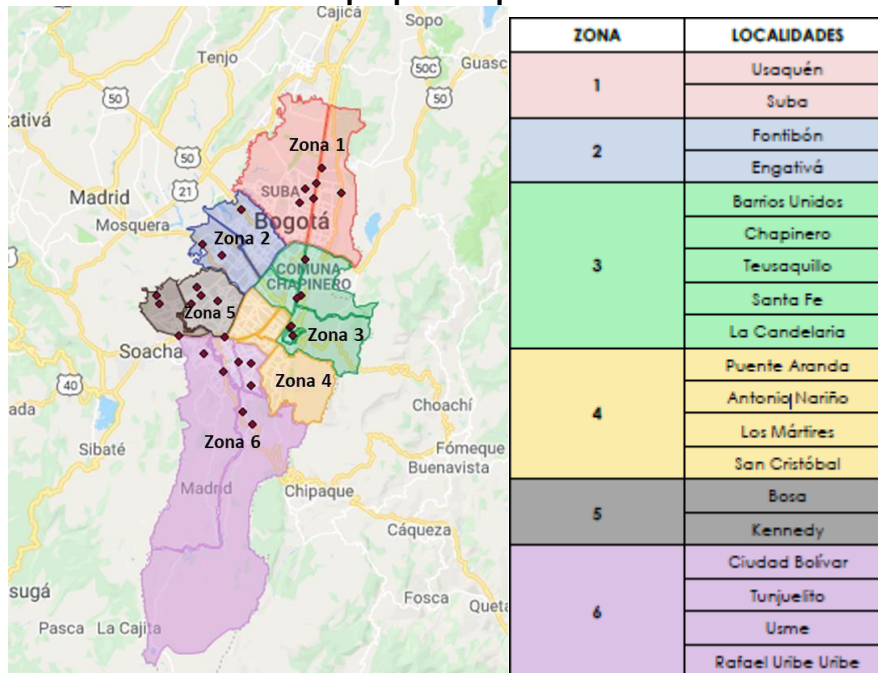 Cajicá
Sopo
Tenjo
50C
Guasc
50
50
ativá
50
Zona 1
Madrid
21
SUBA
Mosquera
Bogotá
Zona 2
COMUNA
CHAPINERO
Zona 5
Zona 3
Soacha
Zona 4
40
Choachí
ada
Zona 6
Sibaté
Fómeque
Buenavista
Madrid
Chipaque
Cáqueza
sugá
Fosca
Queta
Pasca
La Cajita
ZONA LOCALIDADES
1
Usaquén
Suba
2
Fontibón
Engativá
3
Barrios Unidos
Chapinero
Teusaquillo
Santa Fe
La Candelaria
4
Puente Aranda
Antonio Nariño
Los Mártires
San Cristóbal
5
Bosa
Kennedy
6
Ciudad Bolívar
Tunjuelito
Usme
Rafael Uribe Uribe